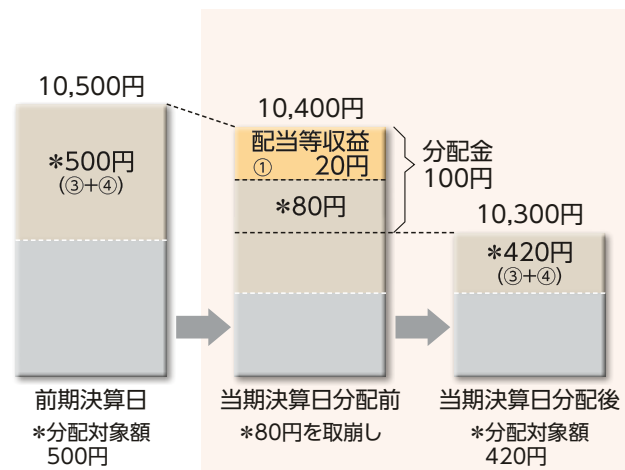 10,500円
*500円
(③+④)
前期決算日
*分配対象額
500円
10,400円
配当等収益
① 20円
*80円
分配金
100円
当期決算日分配前
*80円を取崩し
10,300円
*420円
(③+④)
当期決算日分配後
*分配対象額
420円